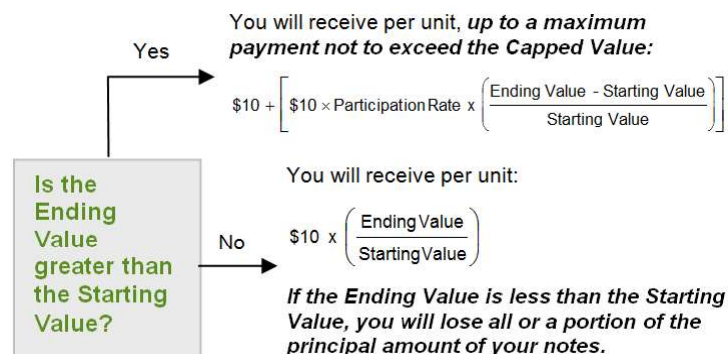 You will receive per unit, up to a maximum
payment not to exceed the Capped Value:
Yes
$10 + [ $10 × Participation Rate x ( Ending Value - Starting Value / Starting Value ) ]
Is the
Ending
Value
greater than
the Starting
Value?
No
You will receive per unit:
$10 x ( Ending Value / Starting Value )
If the Ending Value is less than the Starting
Value, you will lose all or a portion of the
principal amount of your notes.